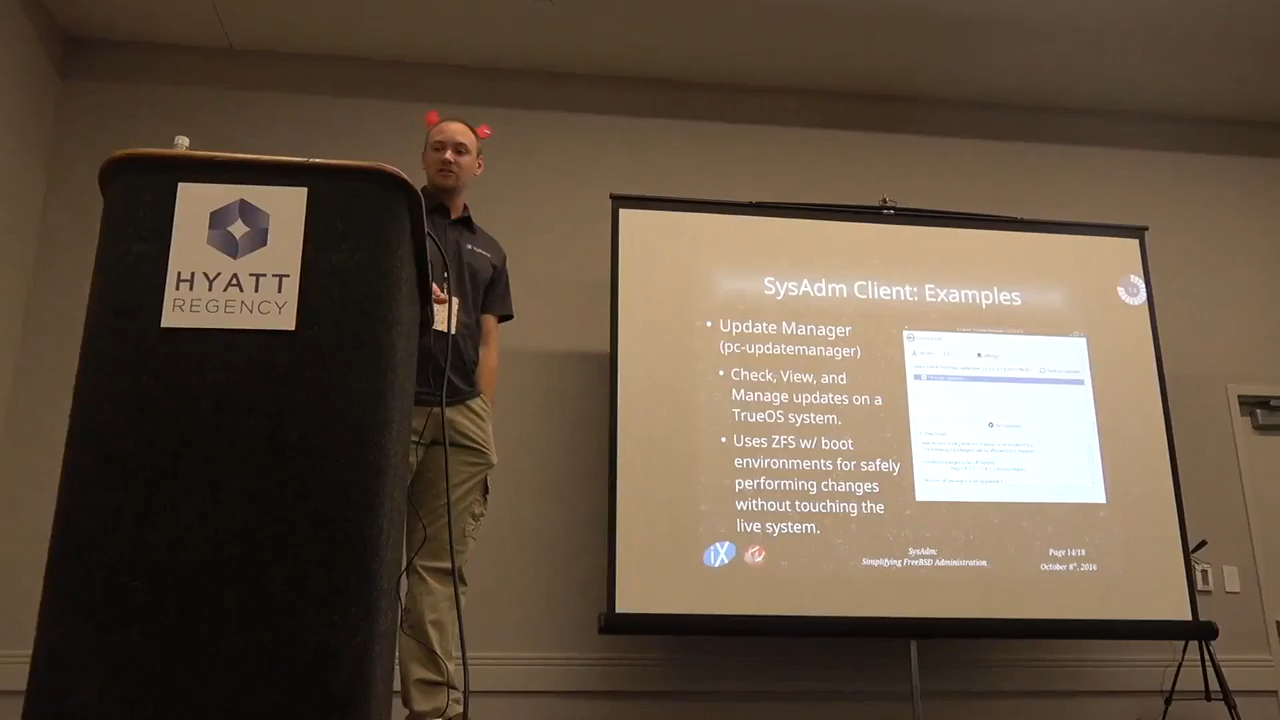 HYATT
REGENCY
SysAdm Client: Examples
• Update Manager
(pc-updatemanager)
• Check, View, and
Manage updates on a
TrueOS system.
• Uses ZFS w/ boot
environments for safely
performing changes
without touching the
live system.
iX
SysAdm:
Simplifying FreeBSD Administration
Page 14/18
October 8th, 2016